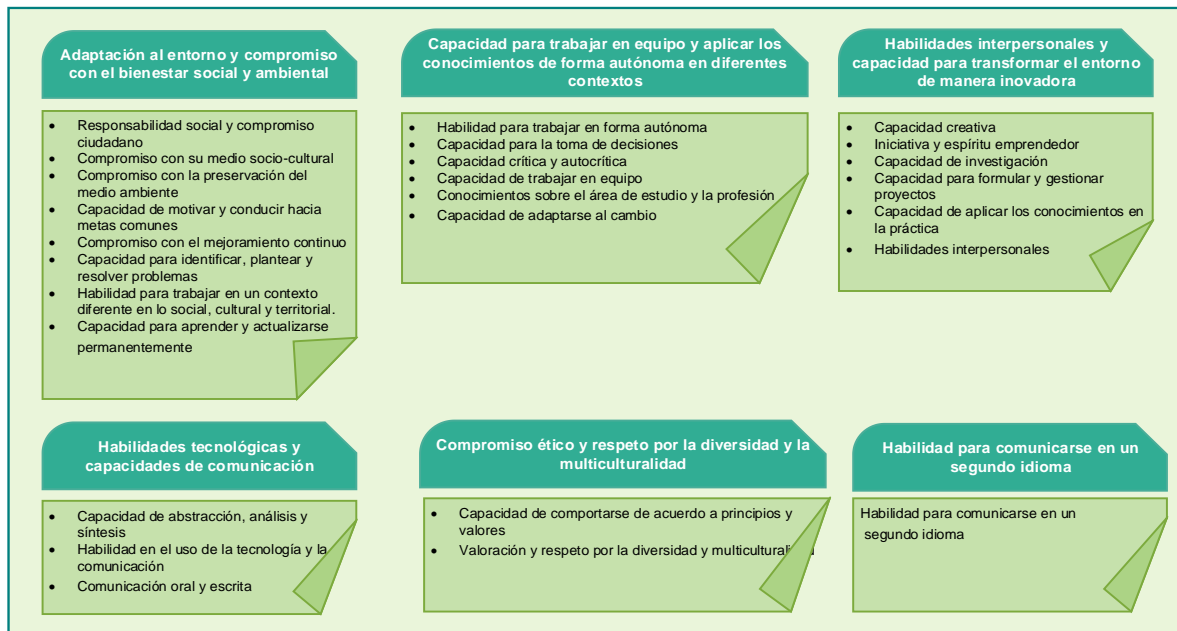 Adaptación al entorno y compromiso
con el bienestar social y ambiental
• Responsabilidad social y compromiso
ciudadano
• Compromiso con su medio socio-cultural
• Compromiso con la preservación del
medio ambiente
• Capacidad de motivar y conducir hacia
metas comunes
• Compromiso con el mejoramiento continuo
• Capacidad para identificar, plantear y
resolver problemas
• Habilidad para trabajar en un contexto
diferente en lo social, cultural y territorial.
• Capacidad para aprender y actualizarse
permanentemente
Capacidad para trabajar en equipo y aplicar los
conocimientos de forma autónoma en diferentes
contextos
• Habilidad para trabajar en forma autónoma
• Capacidad para la toma de decisiones
• Capacidad crítica y autocrítica
• Capacidad de trabajar en equipo
• Conocimientos sobre el área de estudio y la profesión
• Capacidad de adaptarse al cambio
Habilidades interpersonales y
capacidad para transformar el entorno
de manera inovadora
• Capacidad creativa
• Iniciativa y espíritu emprendedor
• Capacidad de investigación
• Capacidad para formular y gestionar
proyectos
• Capacidad de aplicar los conocimientos en
la práctica
• Habilidades interpersonales
Habilidades tecnológicas y
capacidades de comunicación
• Capacidad de abstracción, análisis y
síntesis
• Habilidad en el uso de la tecnología y la
comunicación
• Comunicación oral y escrita
Compromiso ético y respeto por la diversidad y la
multiculturalidad
• Capacidad de comportarse de acuerdo a principios y
valores
• Valoración y respeto por la diversidad y
Habilidad para comunicarse en un
segundo idioma
Habilidad para comunicarse en un
segundo idioma